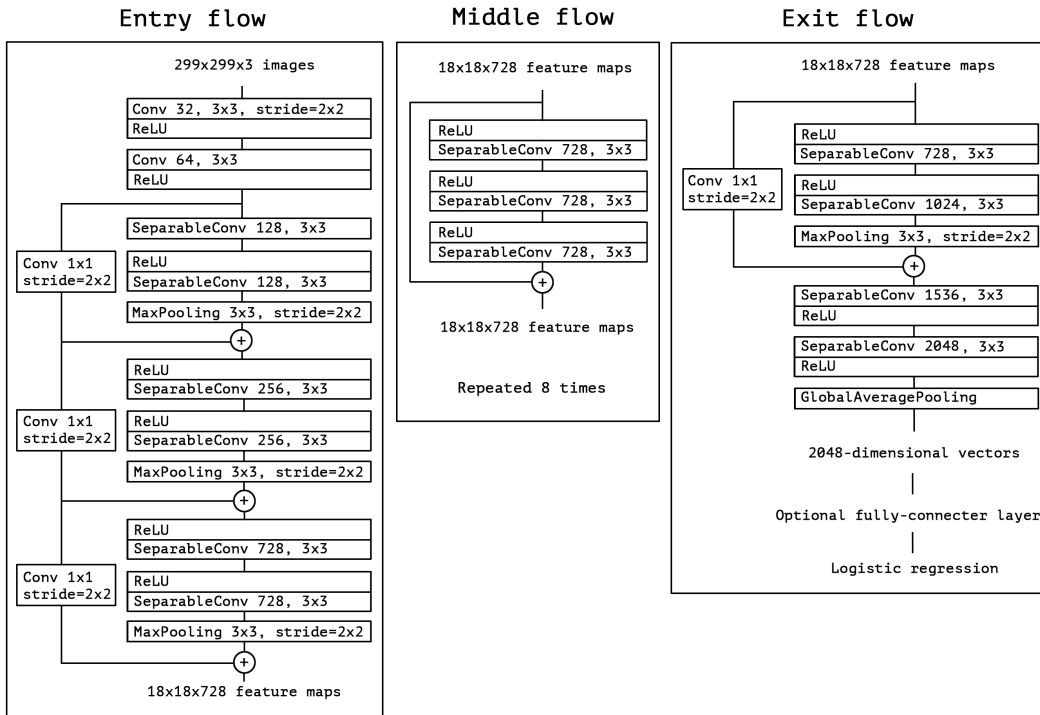 Entry flow
299x299x3 images
Conv 32, 3x3, stride=2x2
ReLU
Conv 64, 3x3
ReLU
SeparableConv 128, 3x3
Conv 1x1
stride=2x2
ReLU
SeparableConv 128, 3x3
MaxPooling 3x3, stride=2x2
+
ReLU
SeparableConv 256, 3x3
Conv 1x1
stride=2x2
ReLU
SeparableConv 256, 3x3
MaxPooling 3x3, stride=2x2
+
ReLU
SeparableConv 728, 3x3
Conv 1x1
stride=2x2
ReLU
SeparableConv 728, 3x3
MaxPooling 3x3, stride=2x2
+
18x18x728 feature maps
Middle flow
18x18x728 feature maps
ReLU
SeparableConv 728, 3x3
ReLU
SeparableConv 728, 3x3
ReLU
SeparableConv 728, 3x3
+
18x18x728 feature maps
Repeated 8 times
Exit flow
18x18x728 feature maps
ReLU
SeparableConv 728, 3x3
Conv 1x1
stride=2x2
ReLU
SeparableConv 1024, 3x3
MaxPooling 3x3, stride=2x2
+
SeparableConv 1536, 3x3
ReLU
SeparableConv 2048, 3x3
ReLU
GlobalAveragePooling
2048-dimensional vectors
Optional fully-connecter layer
Logistic regression